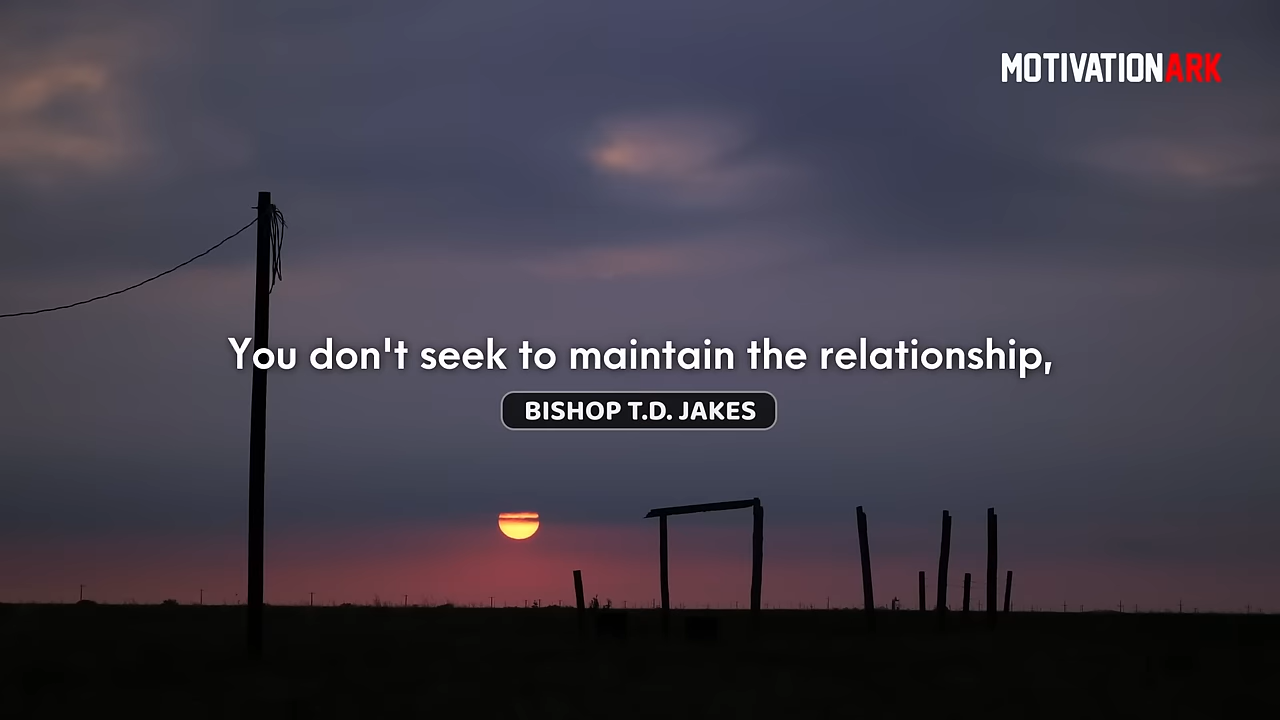 MOTIVATIONARK
You don't seek to maintain the relationship,
BISHOP T.D. JAKES